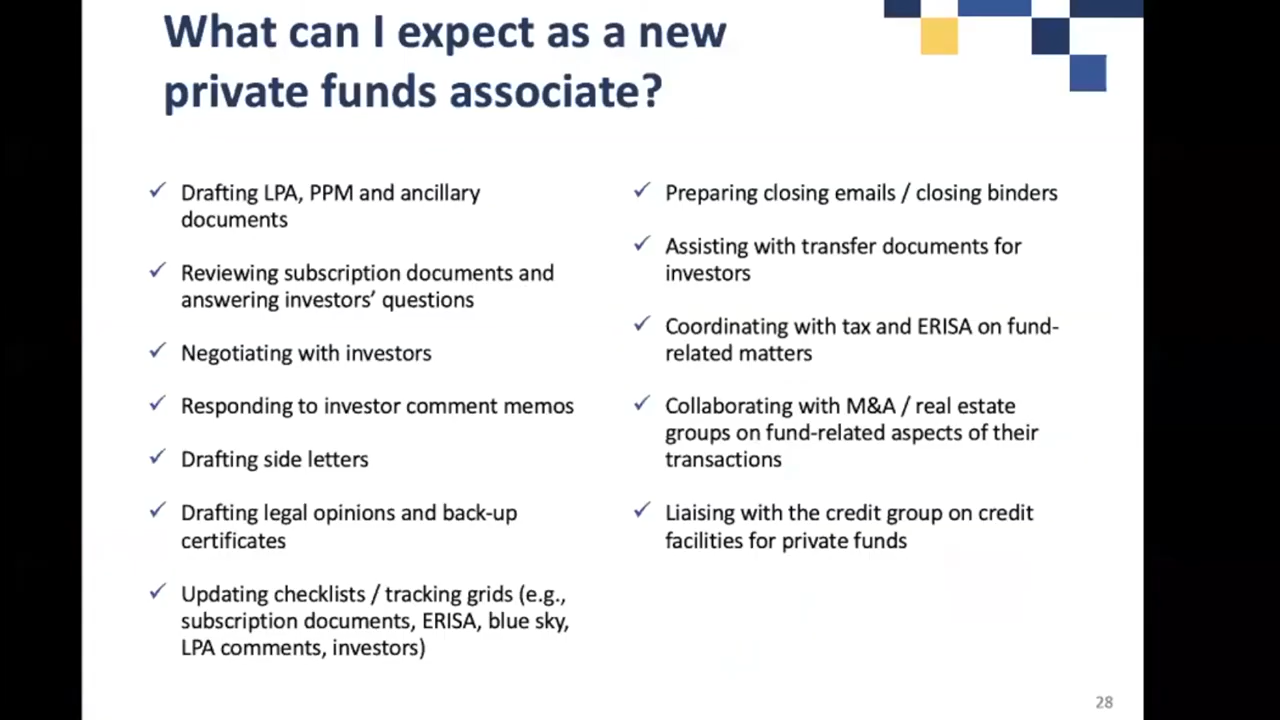 What can I expect as a new
private funds associate?
✓ Drafting LPA, PPM and ancillary
documents
✓ Reviewing subscription documents and
answering investors’ questions
✓ Negotiating with investors
✓ Responding to investor comment memos
✓ Drafting side letters
✓ Drafting legal opinions and back-up
certificates
✓ Updating checklists / tracking grids (e.g.,
subscription documents, ERISA, blue sky,
LPA comments, investors)
✓ Preparing closing emails / closing binders
✓ Assisting with transfer documents for
investors
✓ Coordinating with tax and ERISA on fund-
related matters
✓ Collaborating with M&A / real estate
groups on fund-related aspects of their
transactions
✓ Liaising with the credit group on credit
facilities for private funds
28